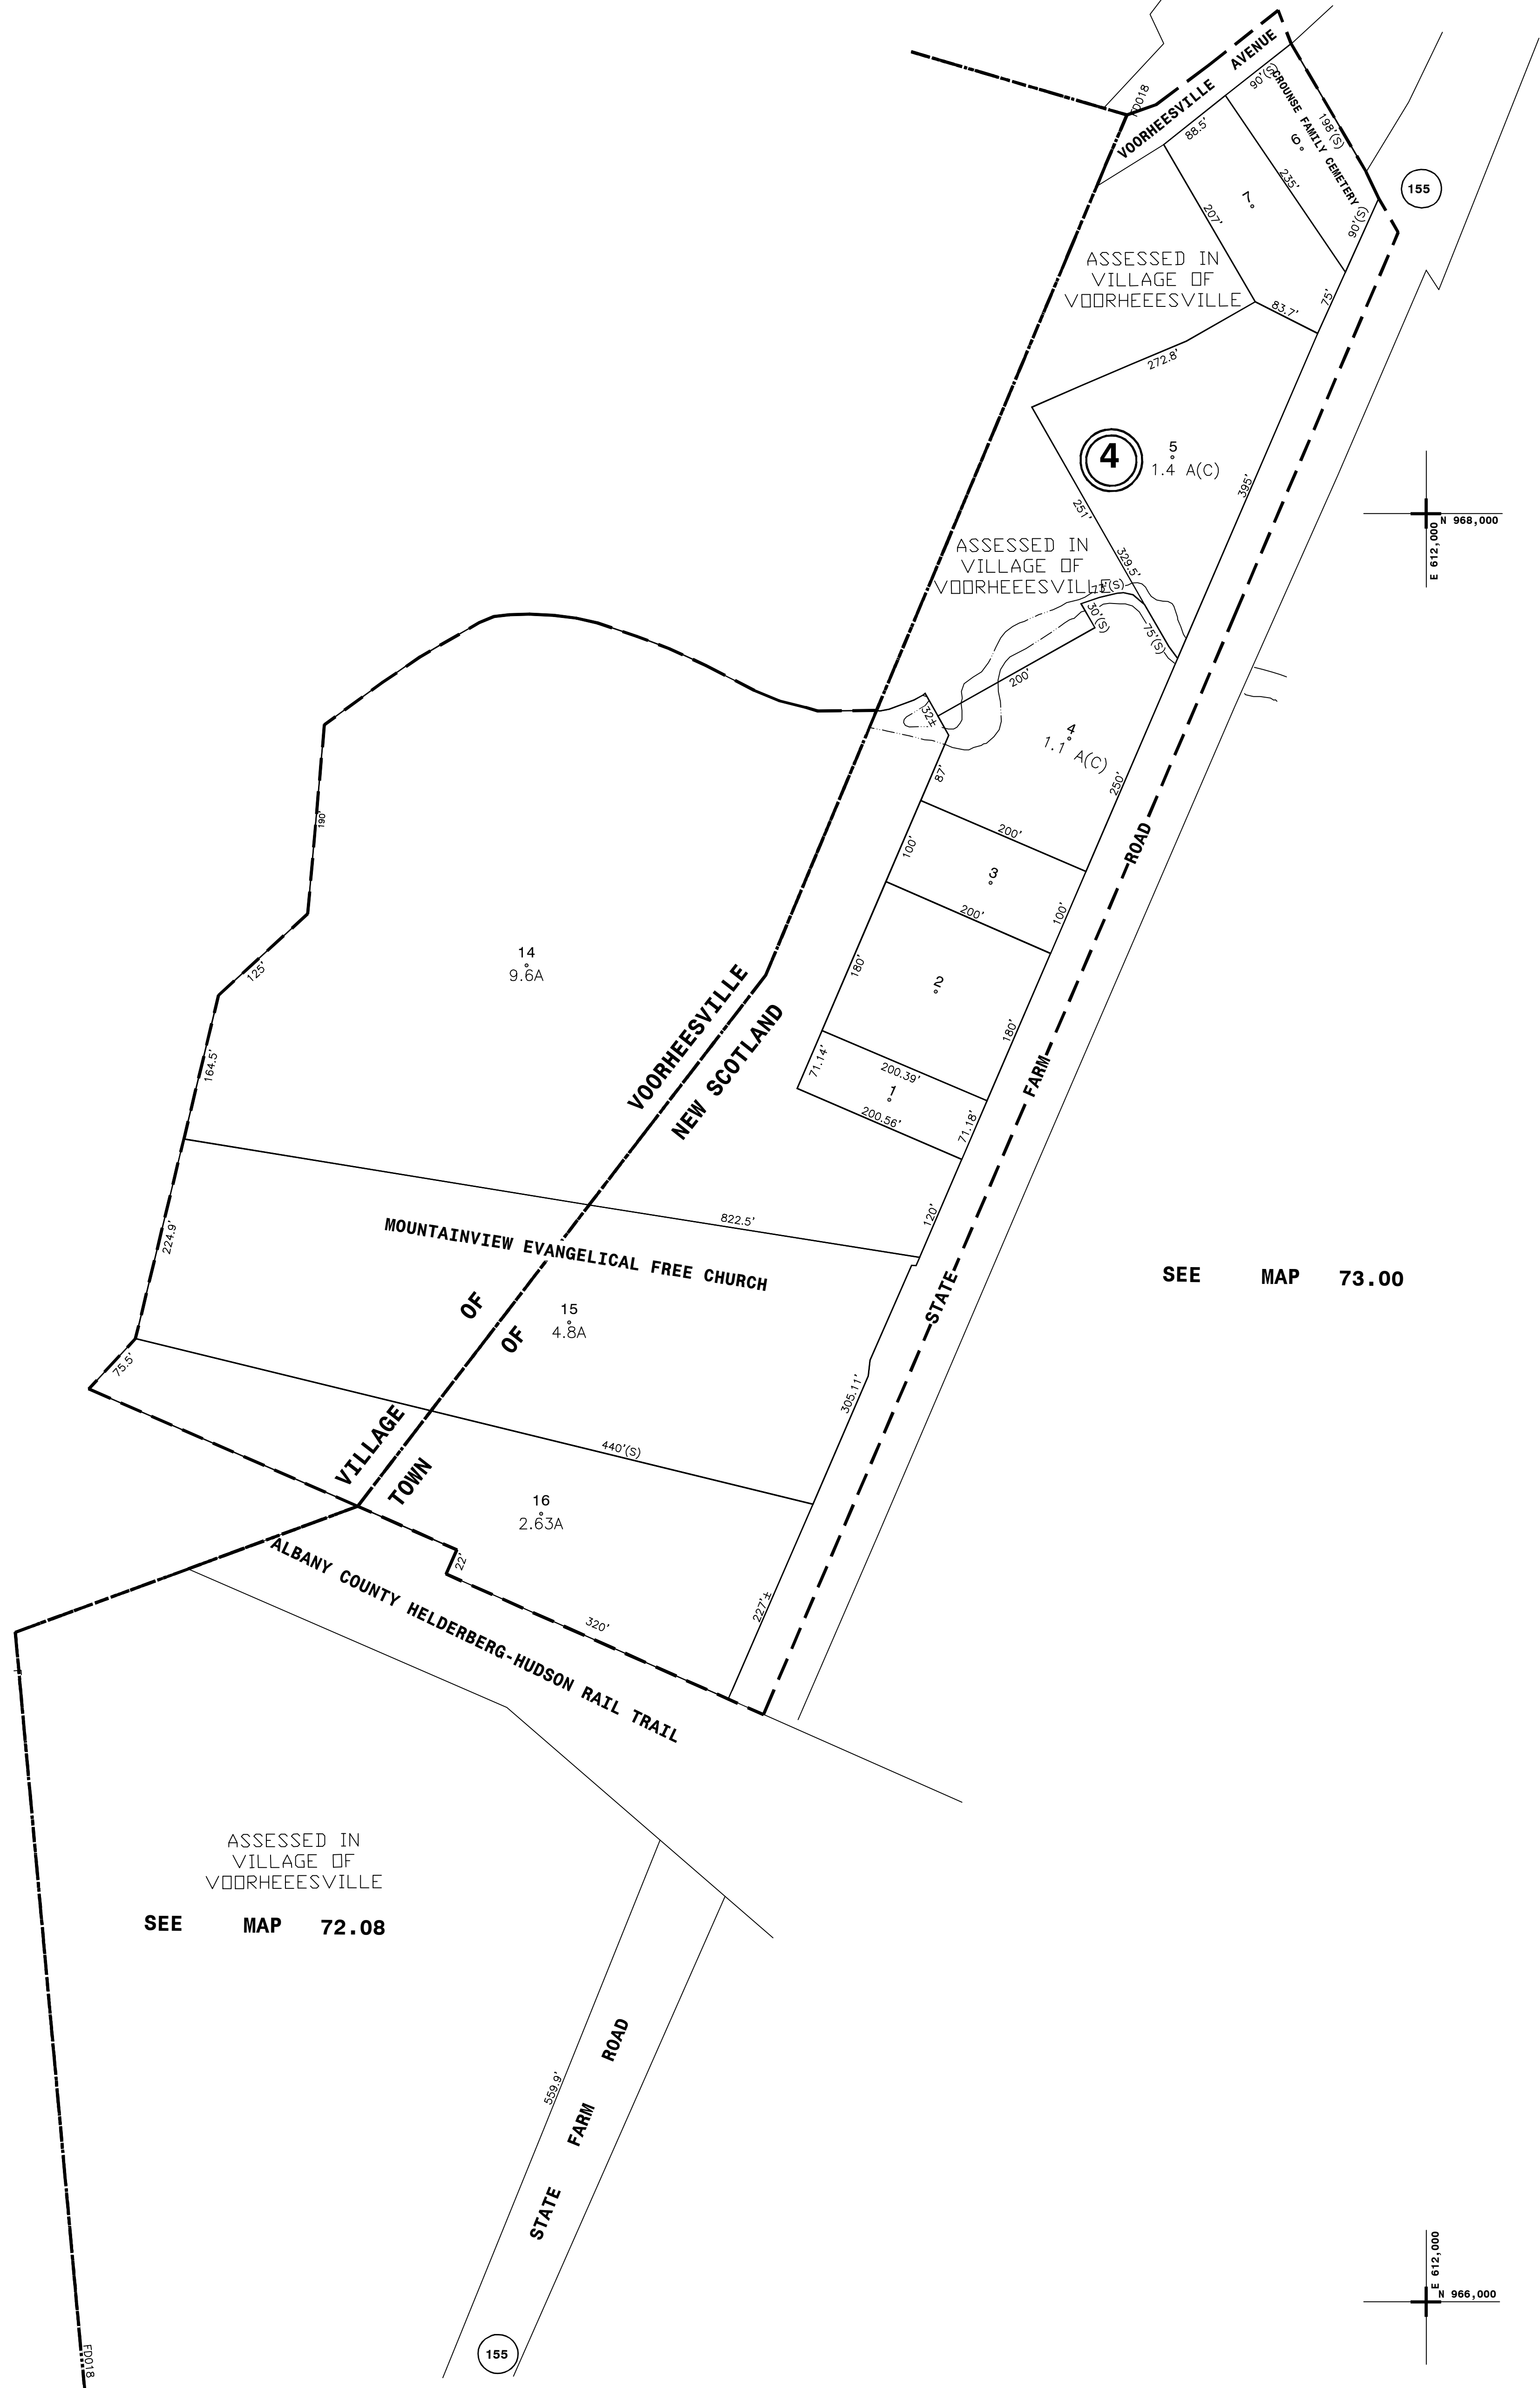 FD018
VOORHEESVILLE AVENUE
90'(S)
88.5'
CROUNSE FAMILY CEMETERY
198'(S)
6
235'
7
207'
90'(S)
155
75'
83.7'
ASSESSED IN
VILLAGE OF
VOORHEEESVILLE
272.8'
4
5
1.4 A(C)
395'
251'
329.5'
N 968,000
E 612,000
ASSESSED IN
VILLAGE OF
VOORHEEESVILLE
73'(S)
30'(S)
75'(S)
200'
32±
4
1.1 A(C)
87'
250'
190'
200'
100'
3
ROAD
200'
100'
14
9.6A
125'
180'
2
180'
VOORHEESVILLE
NEW SCOTLAND
164.5'
71.14'
200.39'
1
200.56'
71.18'
FARM
822.5'
120'
224.9'
MOUNTAINVIEW EVANGELICAL FREE CHURCH
SEE MAP 73.00
STATE
OF
OF
15
4.8A
75.5'
305.11'
VILLAGE
TOWN
440'(S)
16
2.63A
22'
227'±
320'
ALBANY COUNTY HELDERBERG-HUDSON RAIL TRAIL
ASSESSED IN
VILLAGE OF
VOORHEEESVILLE
SEE MAP 72.08
559.9'
STATE FARM ROAD
155
E 612,000
N 966,000
FD018